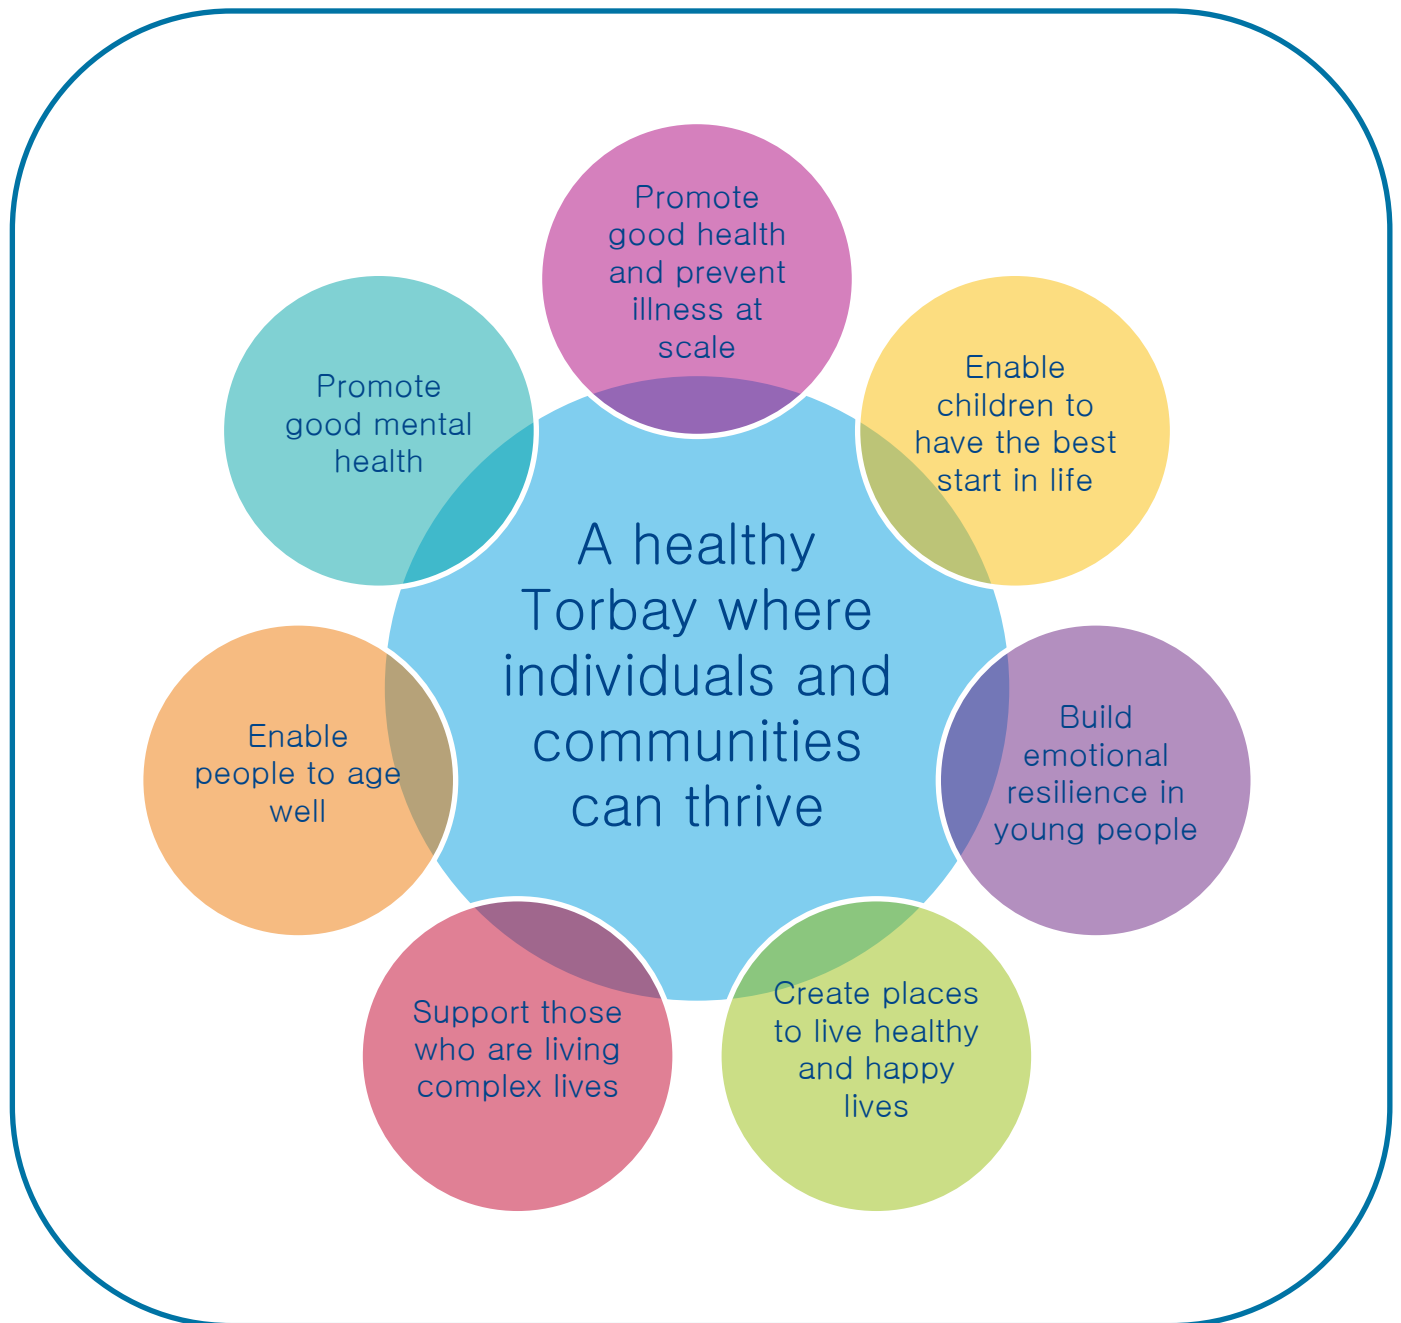 Promote
good health
and prevent
illness at
scale
Enable
children to
have the best
start in life
Build
emotional
resilience in
young people
Create places
to live healthy
and happy
lives
Support those
who are living
complex lives
Enable
people to age
well
Promote
good mental
health
A healthy
Torbay where
individuals and
communities
can thrive